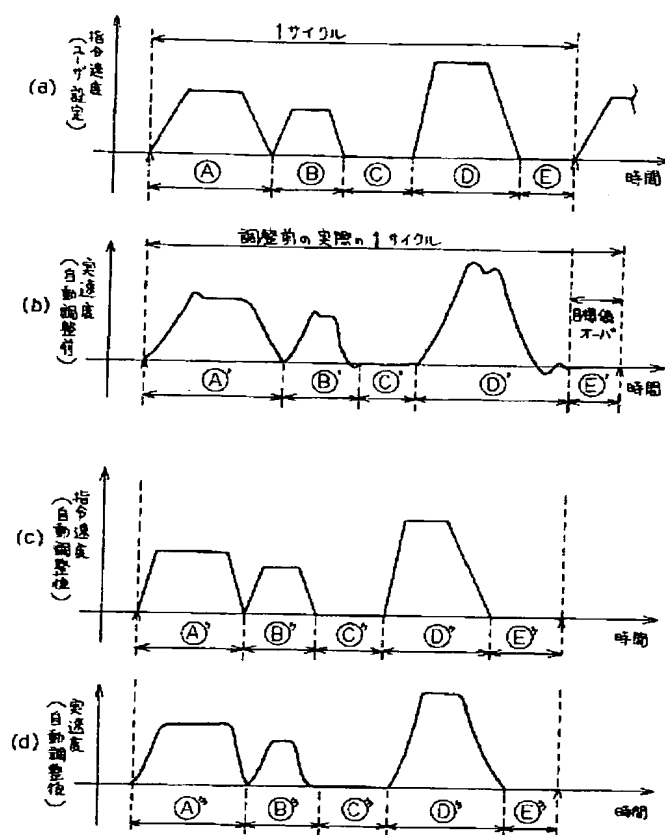 (a)
指令速度
(ユーザ設定)
1サイクル
Ⓐ Ⓑ Ⓒ Ⓓ Ⓔ
時間
(b)
実速度
(自動調整前)
調整前の実際の1サイクル
目標値
オーバ
Ⓐ' Ⓑ' Ⓒ' Ⓓ' Ⓔ'
時間
(c)
指令速度
(自動調整後)
Ⓐ" Ⓑ" Ⓒ" Ⓓ" Ⓔ"
時間
(d)
実速度
(自動調整後)
Ⓐ" Ⓑ" Ⓒ" Ⓓ" Ⓔ"
時間